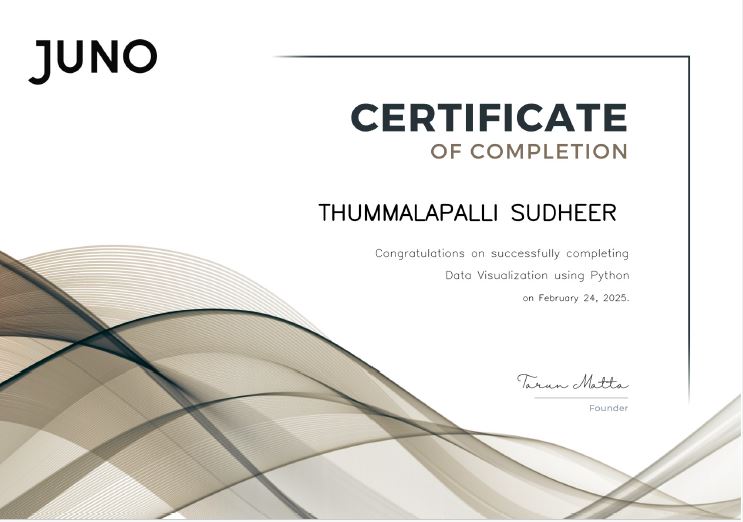 JUNO
CERTIFICATE
OF COMPLETION
THUMMALAPALLI SUDHEER
Congratulations on successfully completing
Data Visualization using Python
on February 24, 2025.
Tarun Matta
Founder